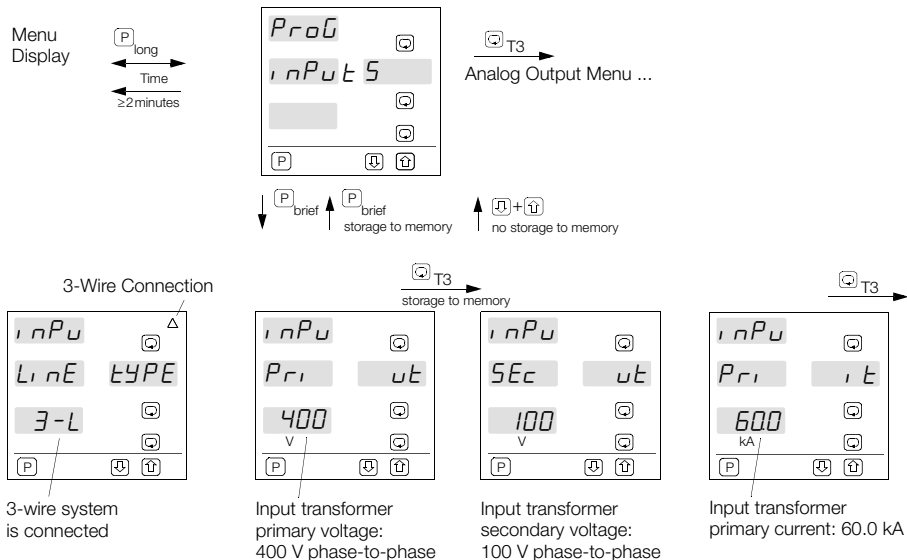 Menu
Display
P
long
Time
≥2 minutes
ProG
inPut S
P
T3
Analog Output Menu ...
P brief
P brief
storage to memory
+
no storage to memory
3-Wire Connection
T3
storage to memory
T3
inPu
Δ
LinE tYPE
3-L
P
3-wire system
is connected
inPu
Pri ut
400
V
P
Input transformer
primary voltage:
400 V phase-to-phase
inPu
SEc ut
100
V
P
Input transformer
secondary voltage:
100 V phase-to-phase
inPu
Pri it
60.0
kA
P
Input transformer
primary current: 60.0 kA